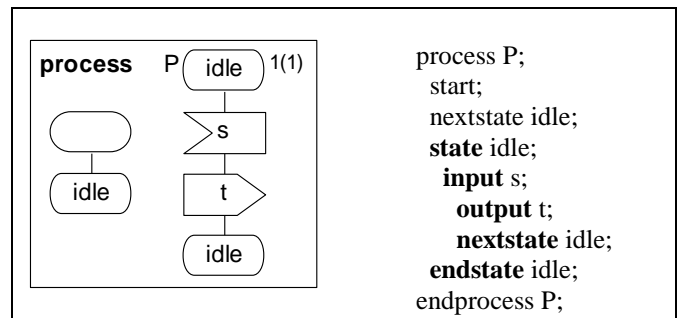 process P 1(1)
idle
s
t
idle
idle
process P;
start;
nextstate idle;
state idle;
input s;
output t;
nextstate idle;
endstate idle;
endprocess P;